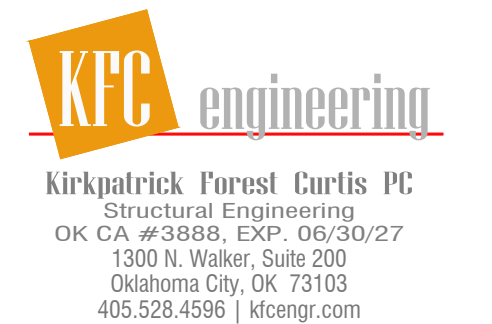 KFC engineering
Kirkpatrick Forest Curtis PC
Structural Engineering
OK CA #3888, EXP. 06/30/27
1300 N. Walker, Suite 200
Oklahoma City, OK 73103
405.528.4596 | kfcengr.com